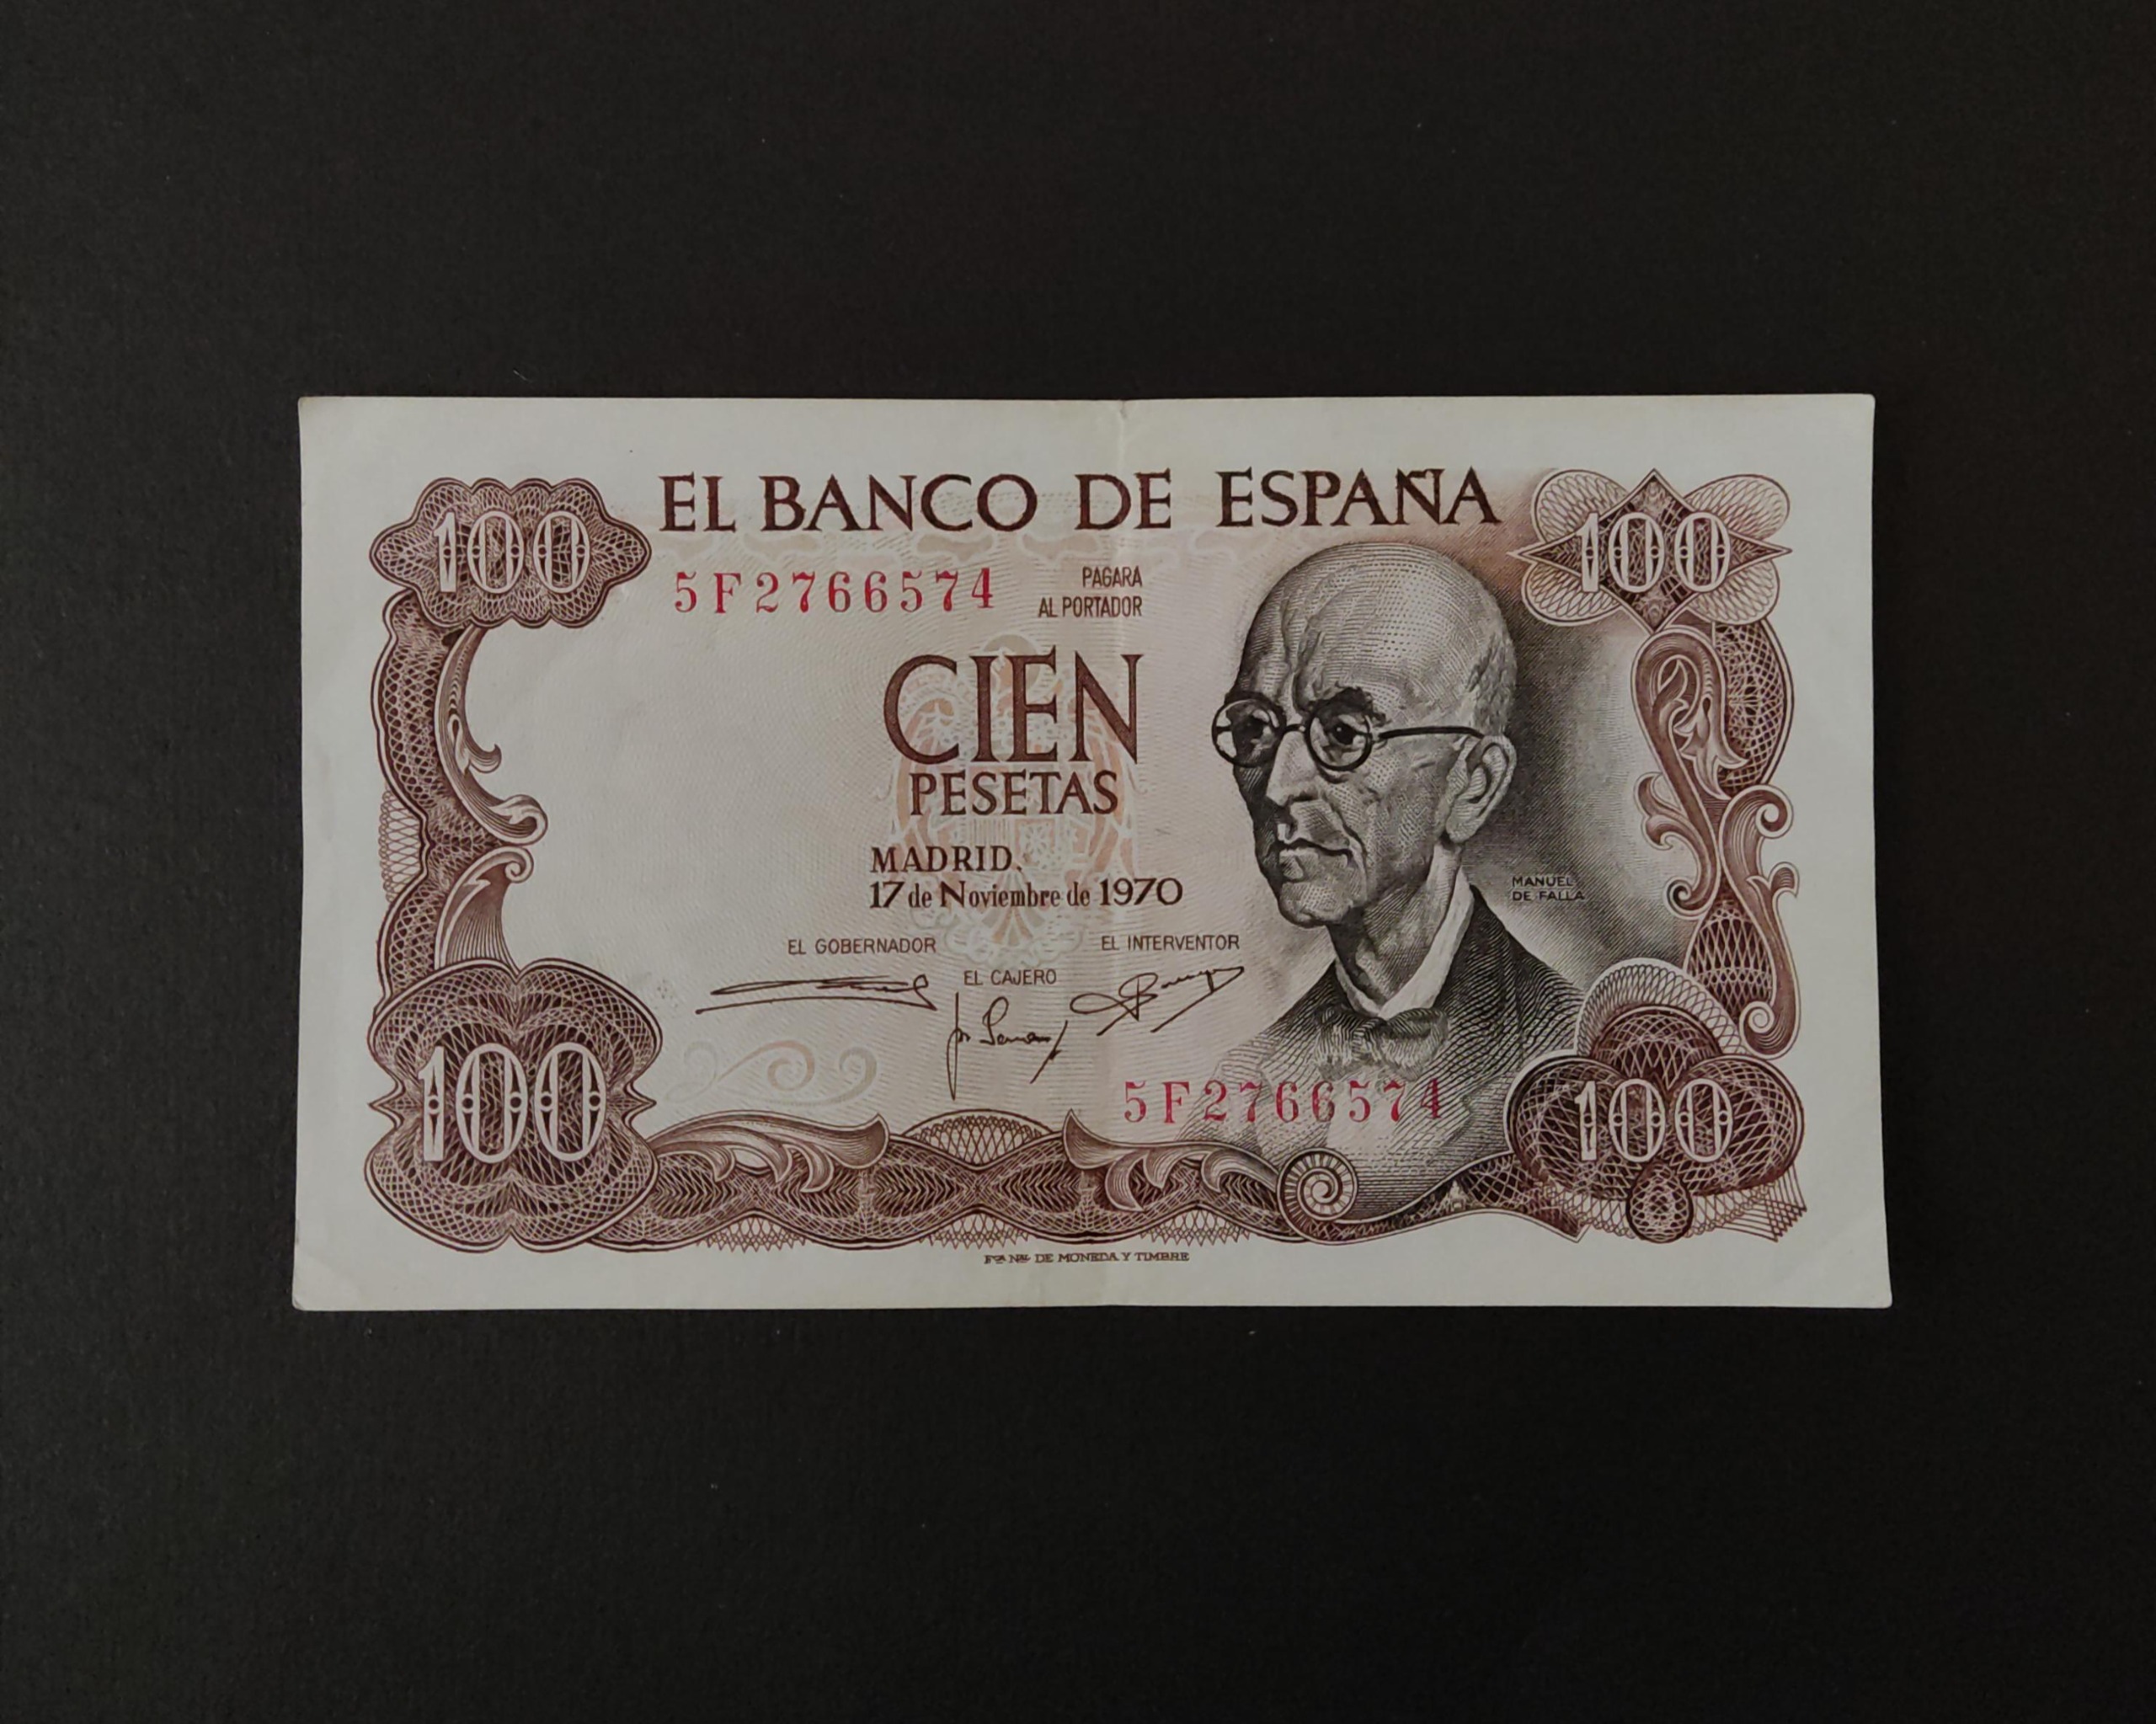 EL BANCO DE ESPAÑA
100
100
5F2766574
PAGARA
AL PORTADOR
CIEN
PESETAS
MADRID,
17 de Noviembre de 1970
MANUEL
DE FALLA
EL GOBERNADOR
EL INTERVENTOR
EL CAJERO
5F2766574
100
100
Fca Nal DE MONEDA Y TIMBRE